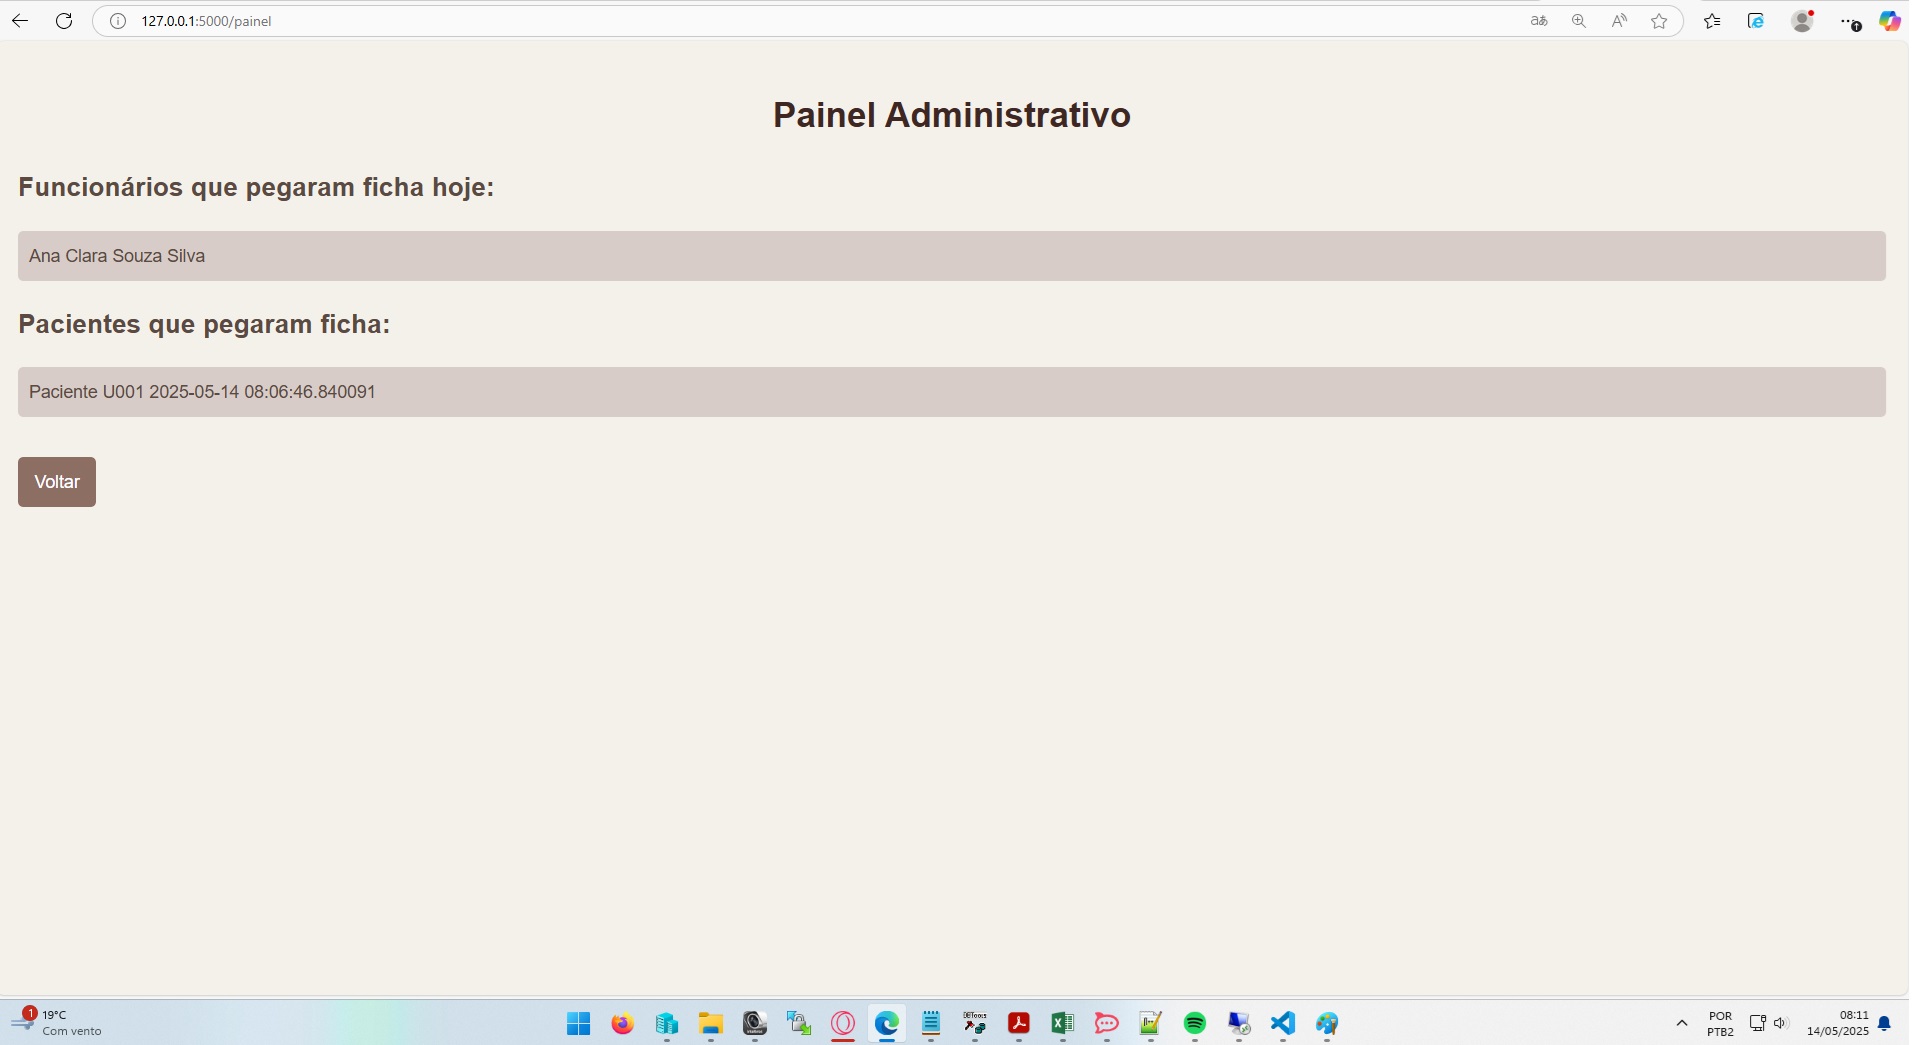 127.0.0.1:5000/painel
Painel Administrativo
Funcionários que pegaram ficha hoje:
Ana Clara Souza Silva
Pacientes que pegaram ficha:
Paciente U001 2025-05-14 08:06:46.840091
Voltar
1
19°C
Com vento
DBTools
POR
PTB2
08:11
14/05/2025